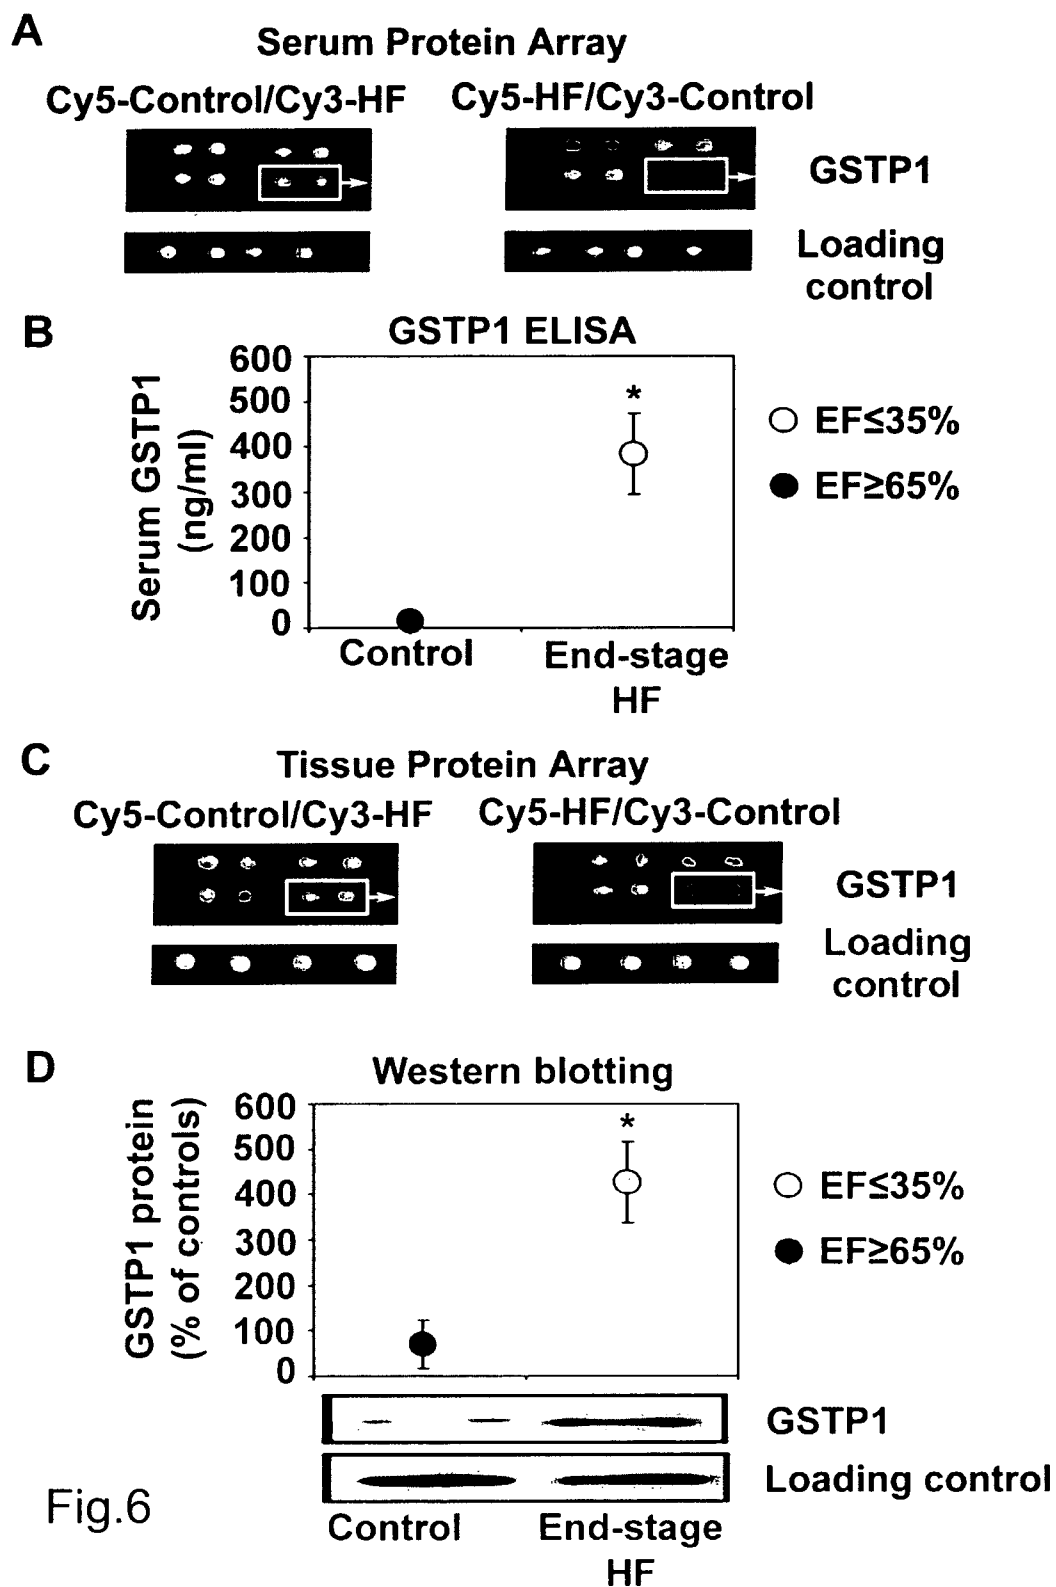 A
Serum Protein Array
Cy5-Control/Cy3-HF
Cy5-HF/Cy3-Control
GSTP1
Loading
control
B
GSTP1 ELISA
Serum GSTP1
(ng/ml)
600
500
400
300
200
100
0
*
EF≤35%
EF≥65%
Control
End-stage
HF
C
Tissue Protein Array
Cy5-Control/Cy3-HF
Cy5-HF/Cy3-Control
GSTP1
Loading
control
D
Western blotting
GSTP1 protein
(% of controls)
600
500
400
300
200
100
0
*
EF≤35%
EF≥65%
GSTP1
Loading control
Control
End-stage
HF
Fig.6